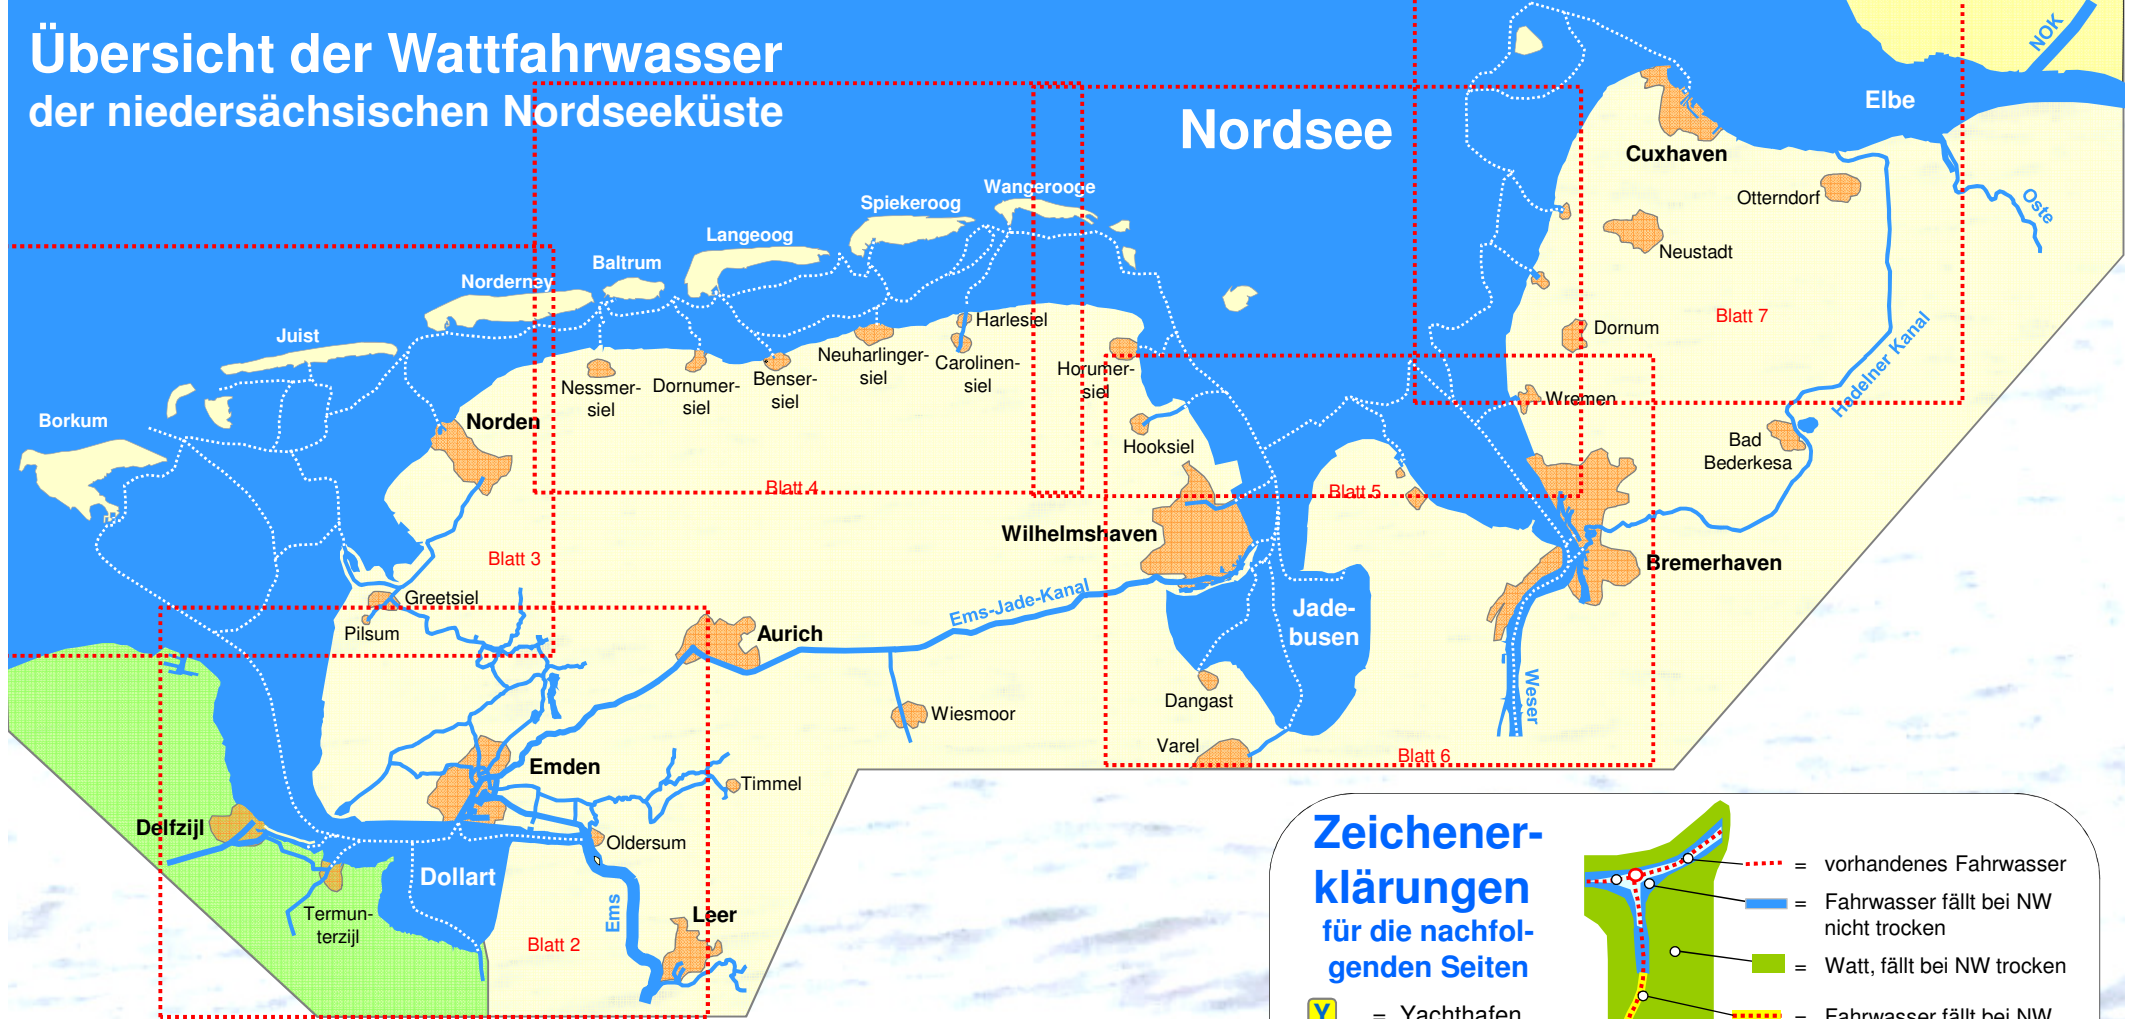 Übersicht der Wattfahrwasser
der niedersächsischen Nordseeküste
Nordsee
Elbe
NOK
Cuxhaven
Otterndorf
Oste
Neustadt
Wangerooge
Spiekeroog
Langeoog
Baltrum
Norderney
Juist
Borkum
Harlesiel
Carolinen-
siel
Neuharlinger-
siel
Benser-
siel
Dornumer-
siel
Nessmer-
siel
Horumer-
siel
Blatt 7
Dornum
Wremen
Hadelner Kanal
Bad
Bederkesa
Norden
Hooksiel
Blatt 4
Blatt 5
Wilhelmshaven
Bremerhaven
Blatt 3
Greetsiel
Pilsum
Ems-Jade-Kanal
Jade-
busen
Aurich
Wiesmoor
Dangast
Varel
Weser
Blatt 6
Emden
Timmel
Delfzijl
Oldersum
Dollart
Termun-
terzijl
Ems
Leer
Blatt 2
Zeichener-
klärungen
für die nachfol-
genden Seiten
Y = Yachthafen
= vorhandenes Fahrwasser
= Fahrwasser fällt bei NW
nicht trocken
= Watt, fällt bei NW trocken
= Fahrwasser fällt bei NW